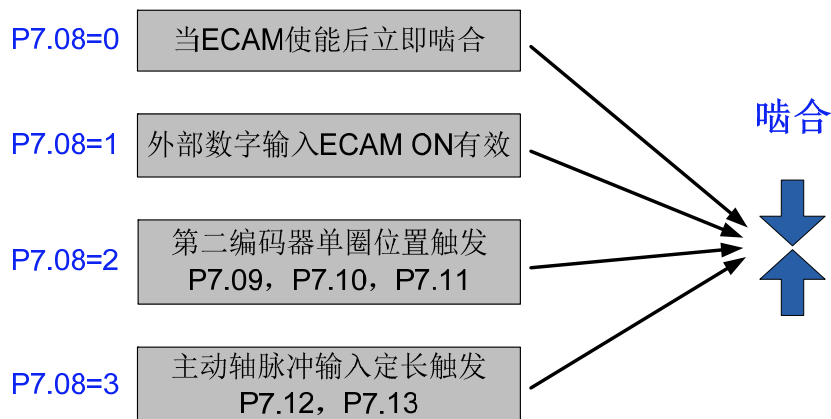 P7.08=0
当ECAM使能后立即啮合
P7.08=1
外部数字输入ECAM ON有效
啮合
P7.08=2
第二编码器单圈位置触发
P7.09，P7.10，P7.11
P7.08=3
主动轴脉冲输入定长触发
P7.12，P7.13